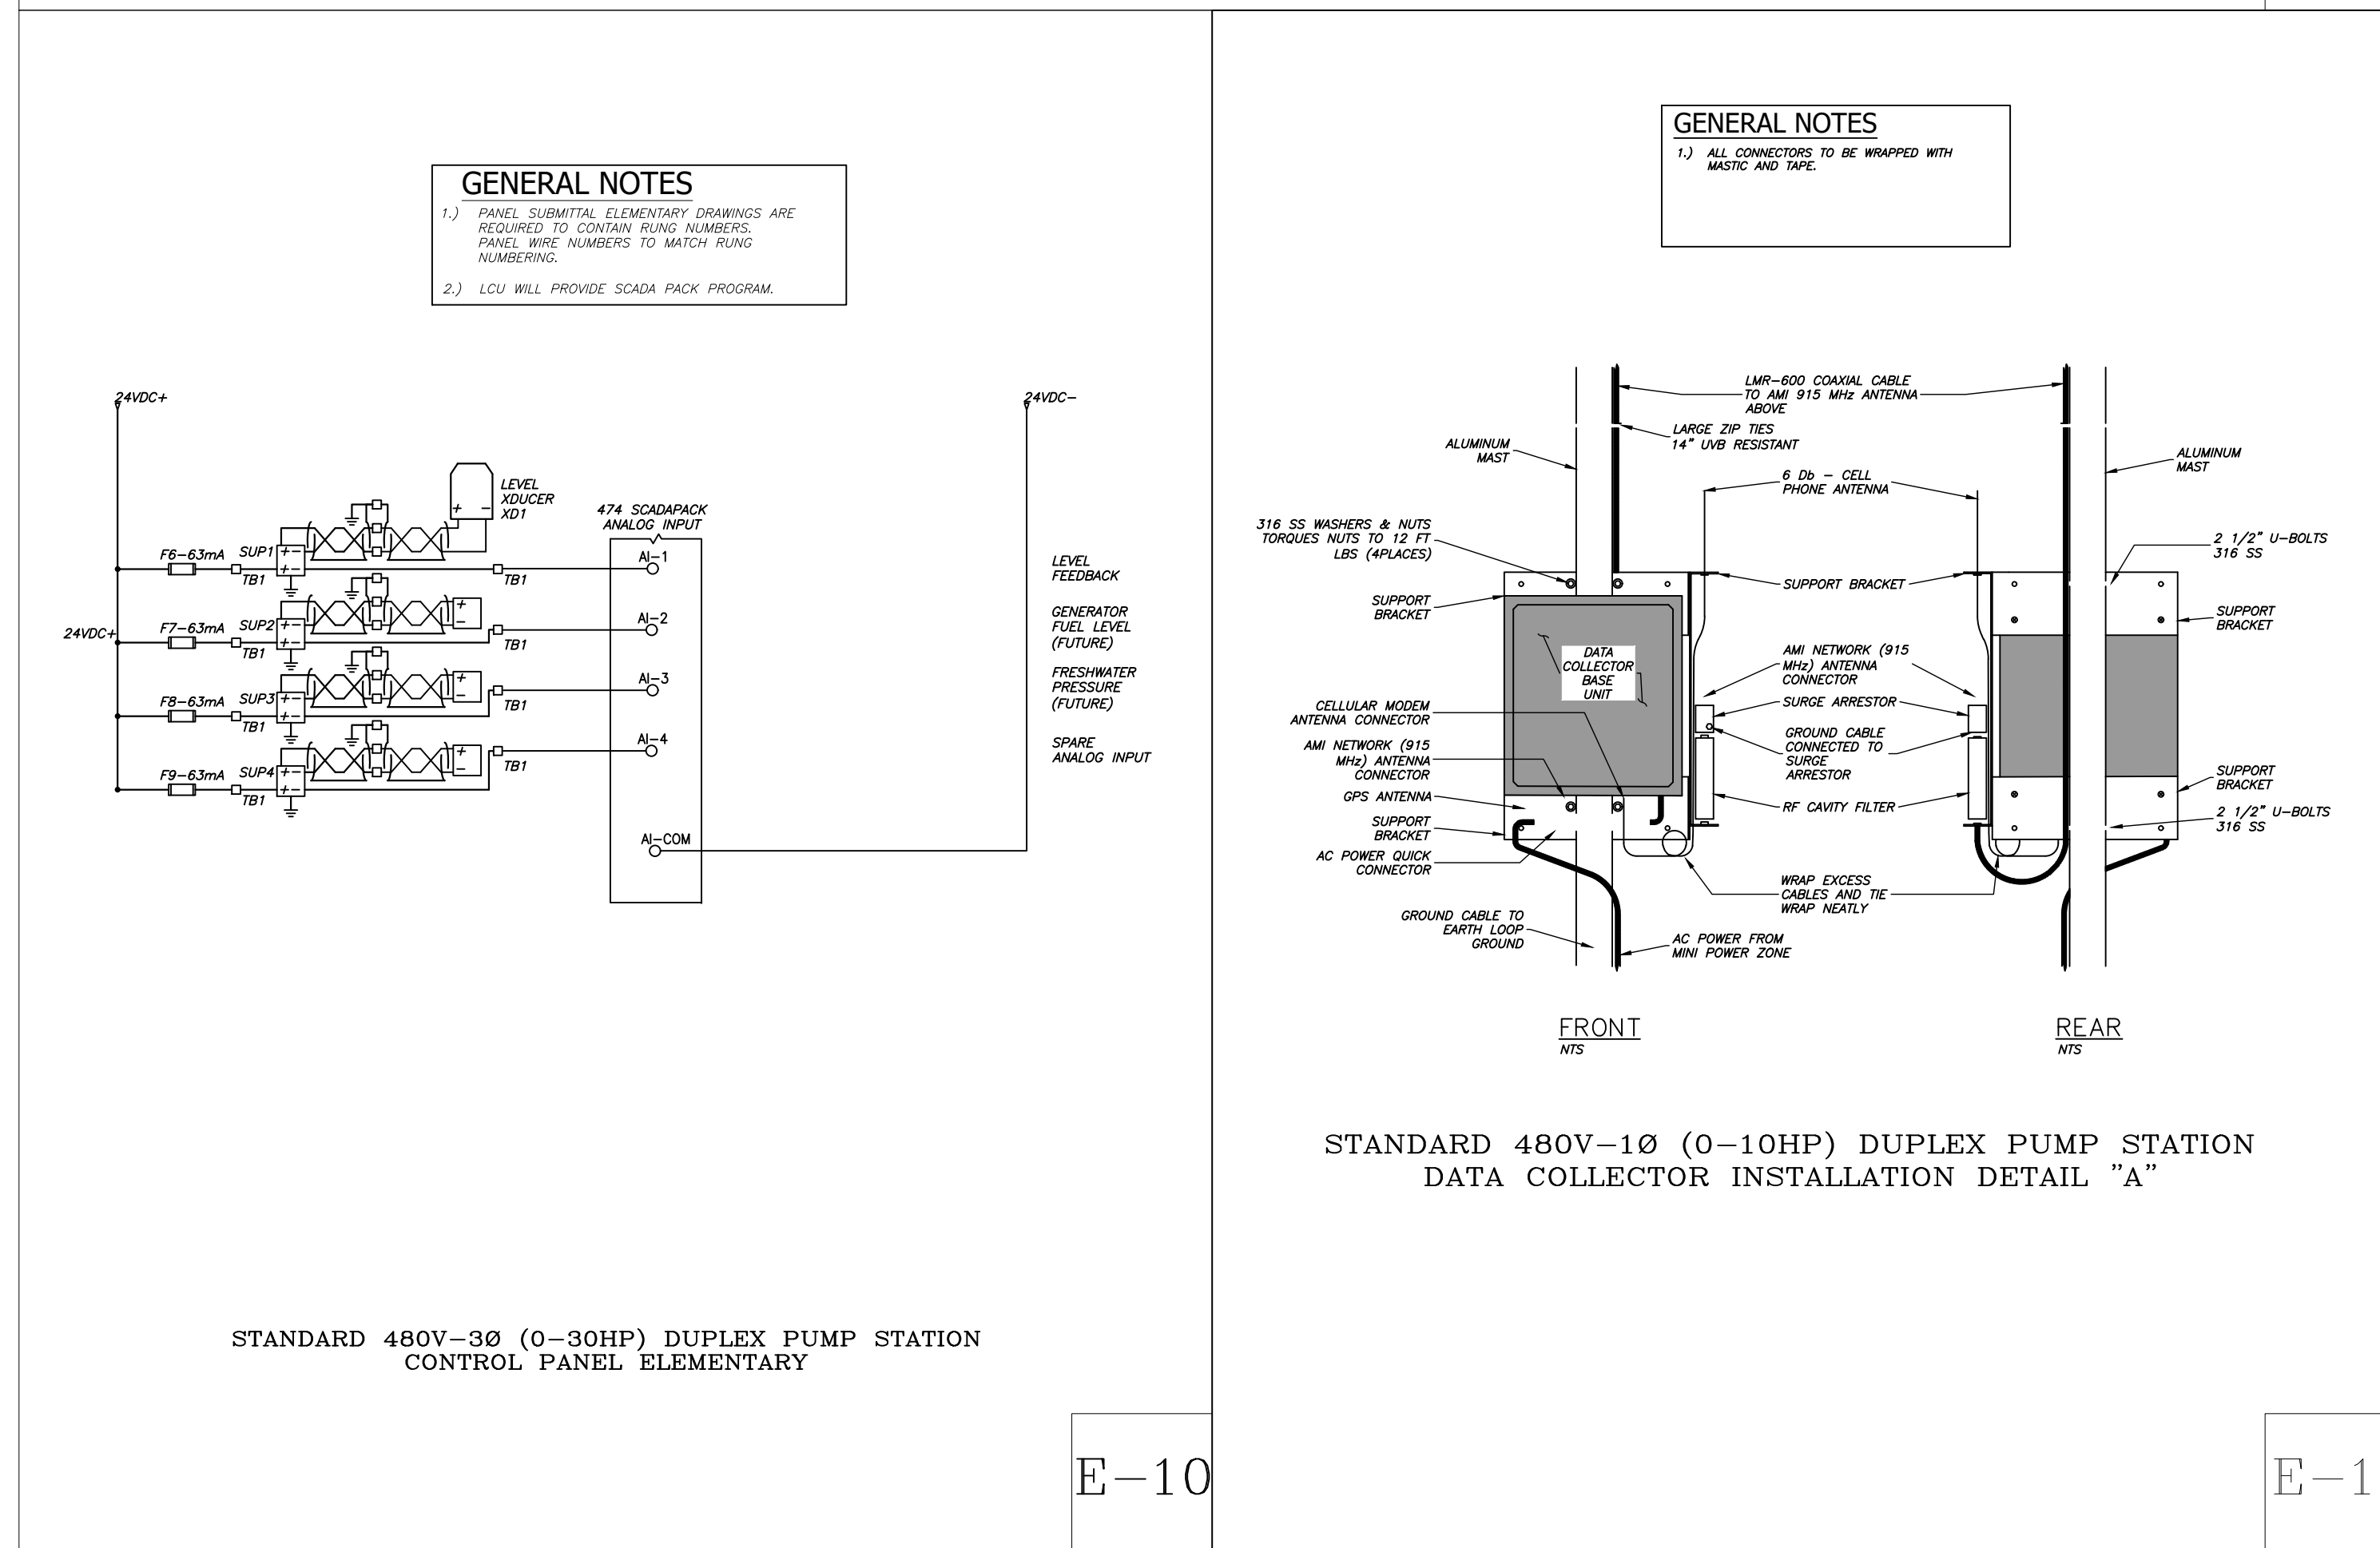 GENERAL NOTES
1.) PANEL SUBMITTAL ELEMENTARY DRAWINGS ARE
REQUIRED TO CONTAIN RUNG NUMBERS.
PANEL WIRE NUMBERS TO MATCH RUNG
NUMBERING.
2.) LCU WILL PROVIDE SCADA PACK PROGRAM.
24VDC+
24VDC-
LEVEL
XDUCER
XD1
+ -
474 SCADAPACK
ANALOG INPUT
F6-63mA
SUP1
+-
+-
TB1
TB1
AI-1
LEVEL
FEEDBACK
24VDC+
F7-63mA
SUP2
+-
+-
TB1
+
-
TB1
AI-2
GENERATOR
FUEL LEVEL
(FUTURE)
F8-63mA
SUP3
+-
+-
TB1
+
-
TB1
AI-3
FRESHWATER
PRESSURE
(FUTURE)
F9-63mA
SUP4
+-
+-
TB1
+
-
TB1
AI-4
SPARE
ANALOG INPUT
AI-COM
STANDARD 480V-3Ø (0-30HP) DUPLEX PUMP STATION
CONTROL PANEL ELEMENTARY
E-10
GENERAL NOTES
1.) ALL CONNECTORS TO BE WRAPPED WITH
MASTIC AND TAPE.
LMR-600 COAXIAL CABLE
TO AMI 915 MHz ANTENNA
ABOVE
LARGE ZIP TIES
14" UVB RESISTANT
ALUMINUM
MAST
6 Db - CELL
PHONE ANTENNA
ALUMINUM
MAST
316 SS WASHERS & NUTS
TORQUES NUTS TO 12 FT
LBS (4PLACES)
2 1/2" U-BOLTS
316 SS
SUPPORT BRACKET
SUPPORT
BRACKET
SUPPORT
BRACKET
DATA
COLLECTOR
BASE
UNIT
AMI NETWORK (915
MHz) ANTENNA
CONNECTOR
SURGE ARRESTOR
CELLULAR MODEM
ANTENNA CONNECTOR
GROUND CABLE
CONNECTED TO
SURGE
ARRESTOR
AMI NETWORK (915
MHz) ANTENNA
CONNECTOR
SUPPORT
BRACKET
GPS ANTENNA
RF CAVITY FILTER
2 1/2" U-BOLTS
316 SS
SUPPORT
BRACKET
AC POWER QUICK
CONNECTOR
WRAP EXCESS
CABLES AND TIE
WRAP NEATLY
GROUND CABLE TO
EARTH LOOP
GROUND
AC POWER FROM
MINI POWER ZONE
FRONT
NTS
REAR
NTS
STANDARD 480V-1Ø (0-10HP) DUPLEX PUMP STATION
DATA COLLECTOR INSTALLATION DETAIL "A"
E-1